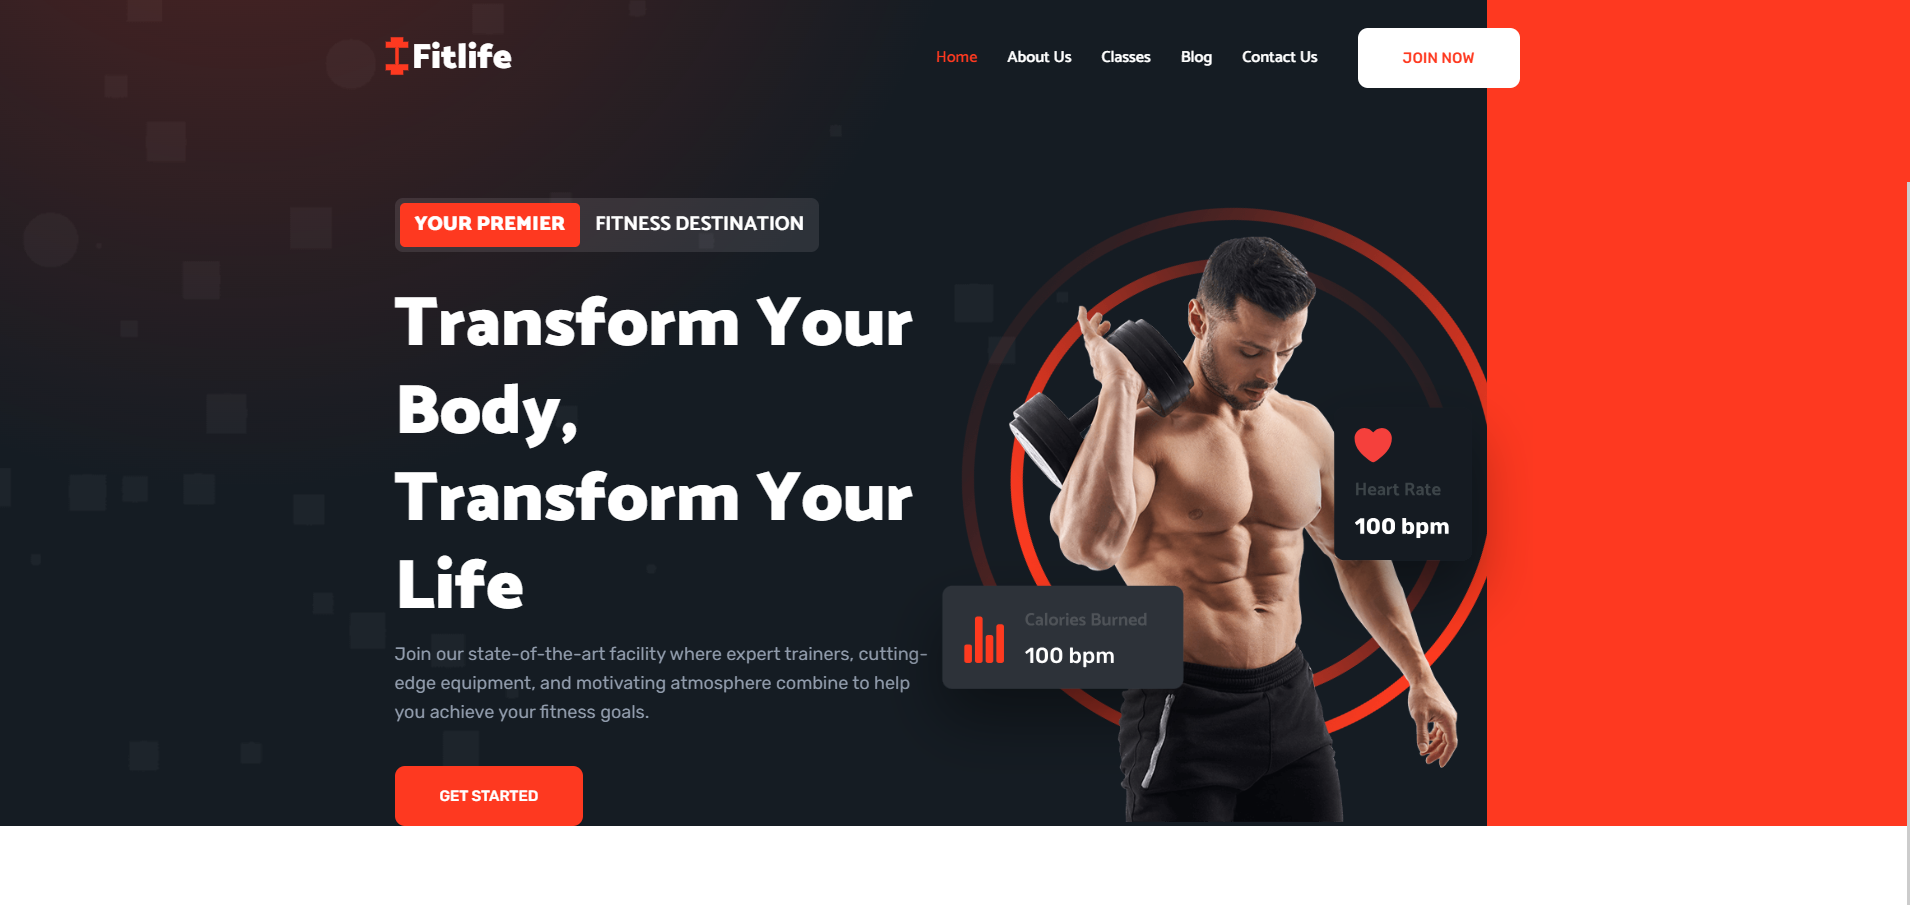 Fitlife
Home About Us Classes Blog Contact Us JOIN NOW
YOUR PREMIER FITNESS DESTINATION
Transform Your
Body,
Transform Your
Life
Join our state-of-the-art facility where expert trainers, cutting-
edge equipment, and motivating atmosphere combine to help
you achieve your fitness goals.
GET STARTED
Heart Rate
100 bpm
Calories Burned
100 bpm